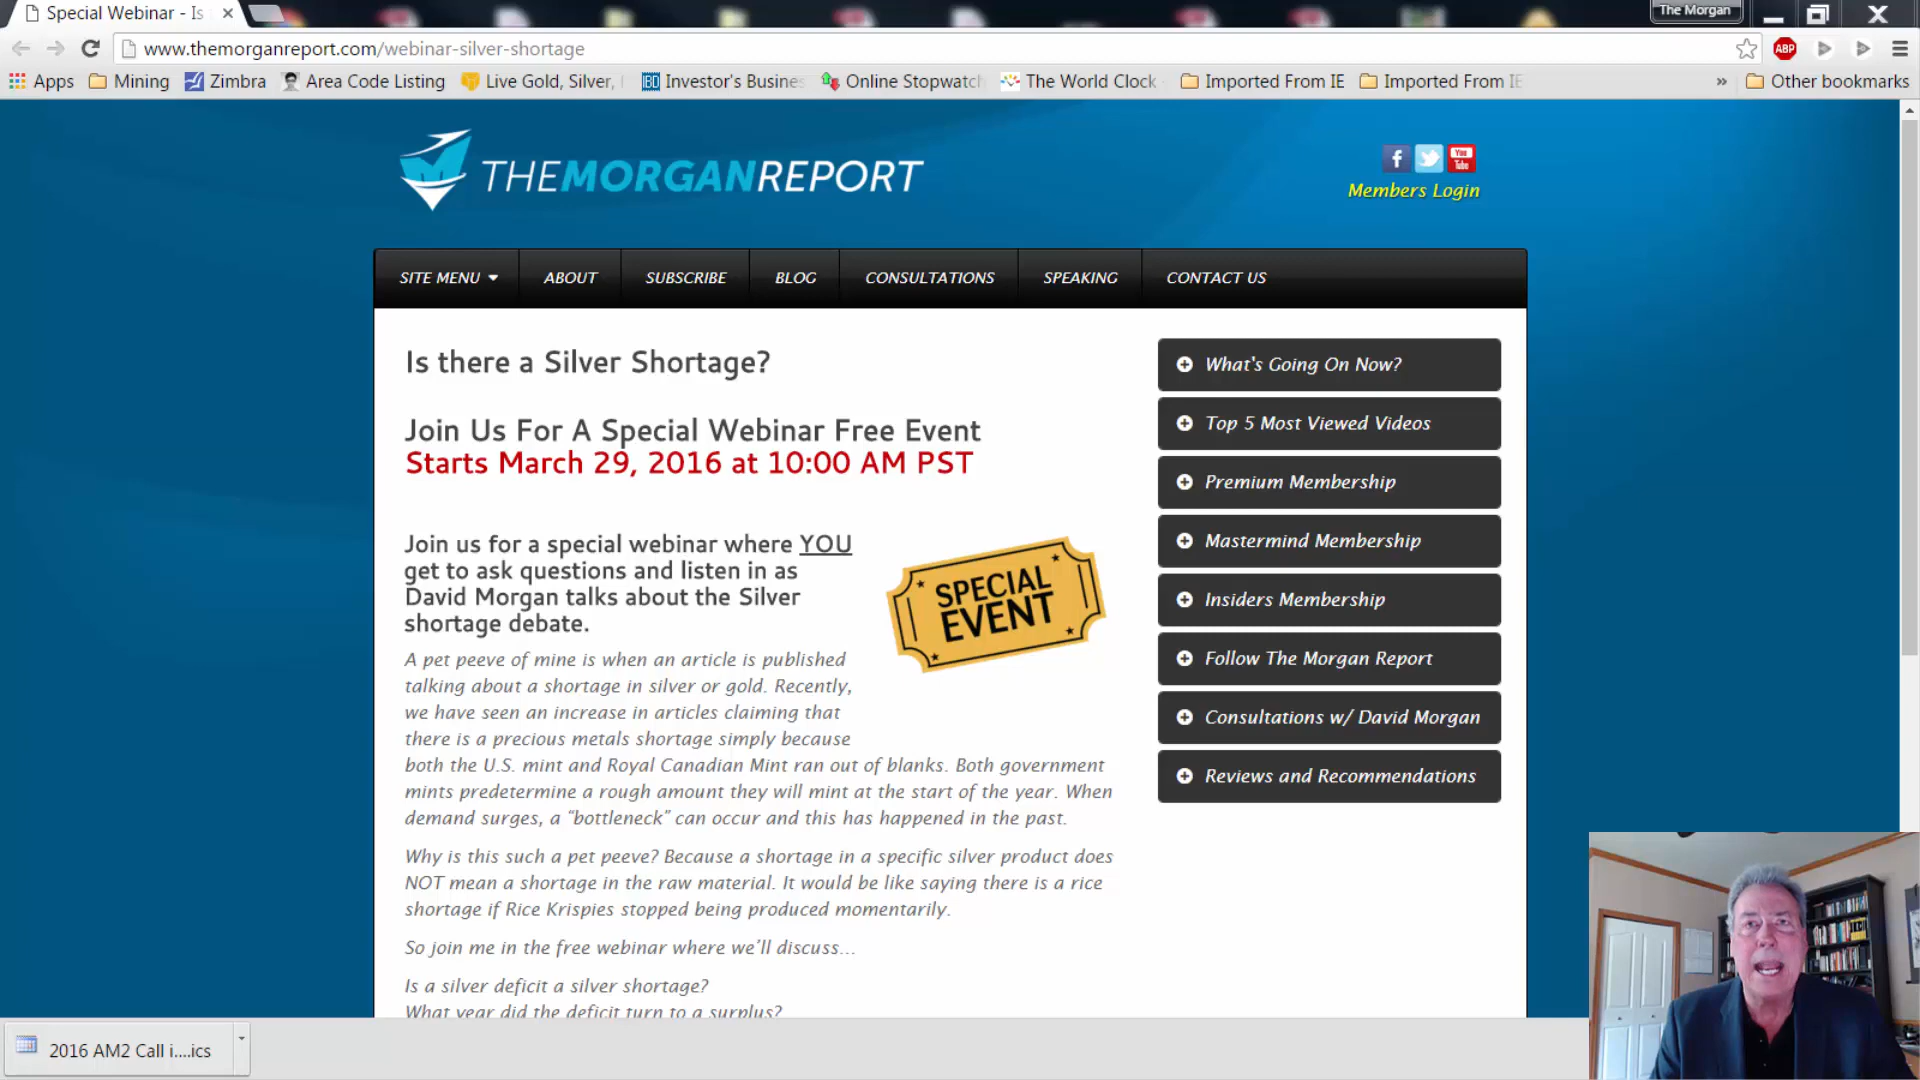 Special Webinar - Is
The Morgan
www.themorganreport.com/webinar-silver-shortage
ABP
Apps
Mining
Zimbra
Area Code Listing
Live Gold, Silver,
IBD
Investor's Busines
Online Stopwatch
The World Clock
Imported From IE
Imported From IE
»
Other bookmarks
THEMORGANREPORT
f
You
Tube
Members Login
SITE MENU
ABOUT
SUBSCRIBE
BLOG
CONSULTATIONS
SPEAKING
CONTACT US
Is there a Silver Shortage?
Join Us For A Special Webinar Free Event
Starts March 29, 2016 at 10:00 AM PST
Join us for a special webinar where YOU
get to ask questions and listen in as
David Morgan talks about the Silver
shortage debate.
SPECIAL
EVENT
A pet peeve of mine is when an article is published
talking about a shortage in silver or gold. Recently,
we have seen an increase in articles claiming that
there is a precious metals shortage simply because
both the U.S. mint and Royal Canadian Mint ran out of blanks. Both government
mints predetermine a rough amount they will mint at the start of the year. When
demand surges, a “bottleneck” can occur and this has happened in the past.
Why is this such a pet peeve? Because a shortage in a specific silver product does
NOT mean a shortage in the raw material. It would be like saying there is a rice
shortage if Rice Krispies stopped being produced momentarily.
So join me in the free webinar where we’ll discuss…
Is a silver deficit a silver shortage?
What year did the deficit turn to a surplus?
What's Going On Now?
Top 5 Most Viewed Videos
Premium Membership
Mastermind Membership
Insiders Membership
Follow The Morgan Report
Consultations w/ David Morgan
Reviews and Recommendations
2016 AM2 Call i....ics